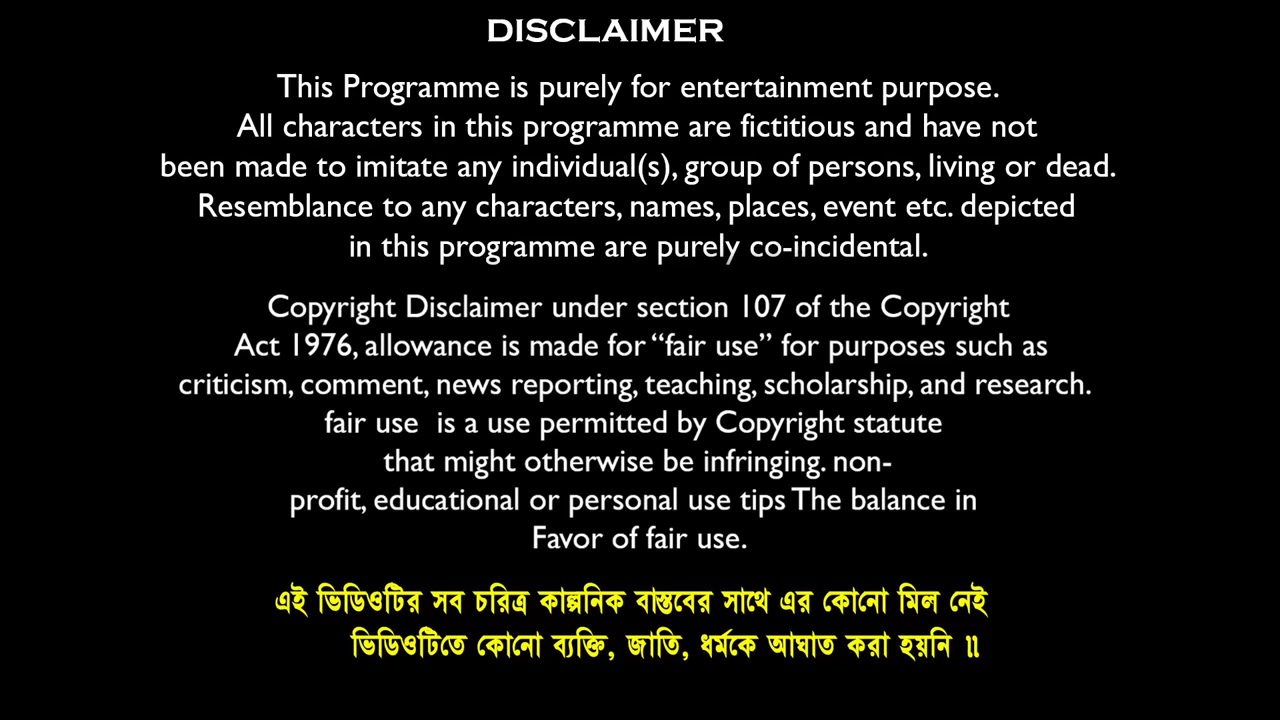 DISCLAIMER
This Programme is purely for entertainment purpose.
All characters in this programme are fictitious and have not
been made to imitate any individual(s), group of persons, living or dead.
Resemblance to any characters, names, places, event etc. depicted
in this programme are purely co-incidental.
Copyright Disclaimer under section 107 of the Copyright
Act 1976, allowance is made for “fair use” for purposes such as
criticism, comment, news reporting, teaching, scholarship, and research.
fair use  is a use permitted by Copyright statute
that might otherwise be infringing. non-
profit, educational or personal use tips The balance in
Favor of fair use.
এই ভিডিওটির সব চরিত্র কাল্পনিক বাস্তবের সাথে এর কোনো মিল নেই
ভিডিওটিতে কোনো ব্যক্তি, জাতি, ধর্মকে আঘাত করা হয়নি ॥